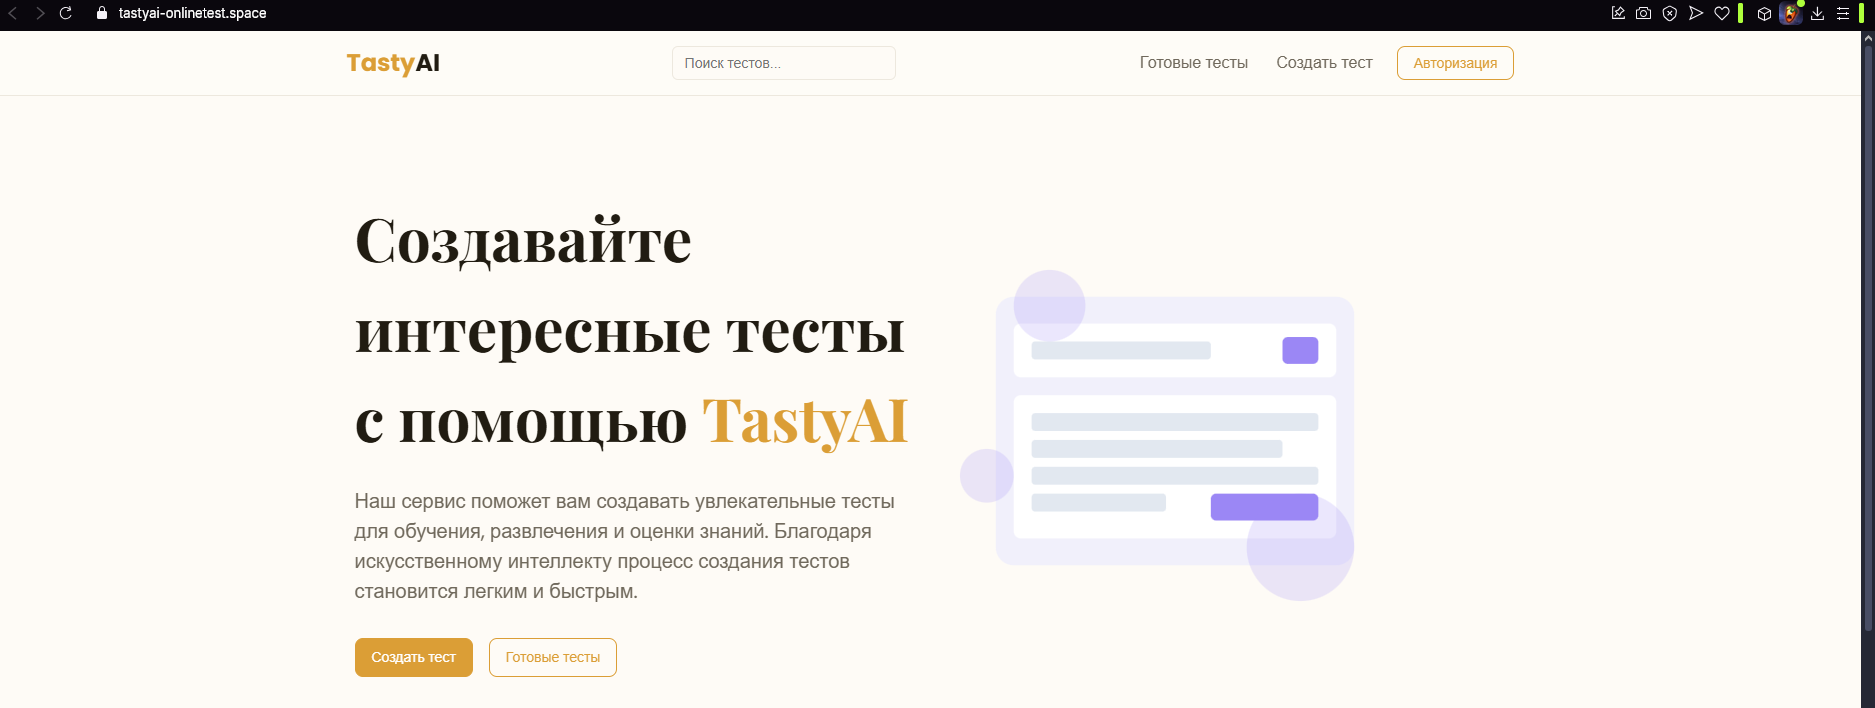 tastyai-onlinetest.space
TastyAI
Поиск тестов...
Готовые тесты
Создать тест
Авторизация
Создавайте
интересные тесты
с помощью TastyAI
Наш сервис поможет вам создавать увлекательные тесты
для обучения, развлечения и оценки знаний. Благодаря
искусственному интеллекту процесс создания тестов
становится легким и быстрым.
Создать тест
Готовые тесты